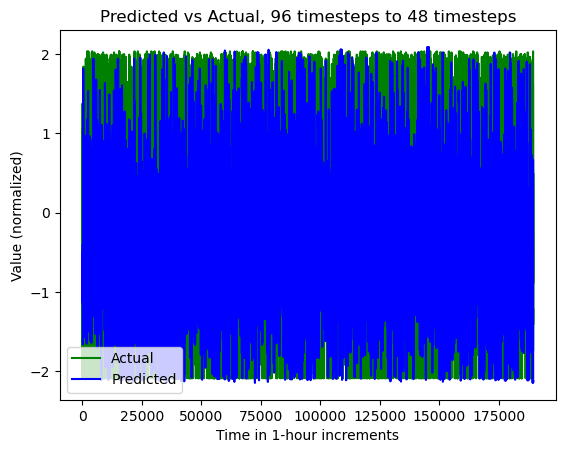 Predicted vs Actual, 96 timesteps to 48 timesteps
Value (normalized)
2
1
0
−1
−2
Actual
Predicted
0 25000 50000 75000 100000 125000 150000 175000
Time in 1-hour increments